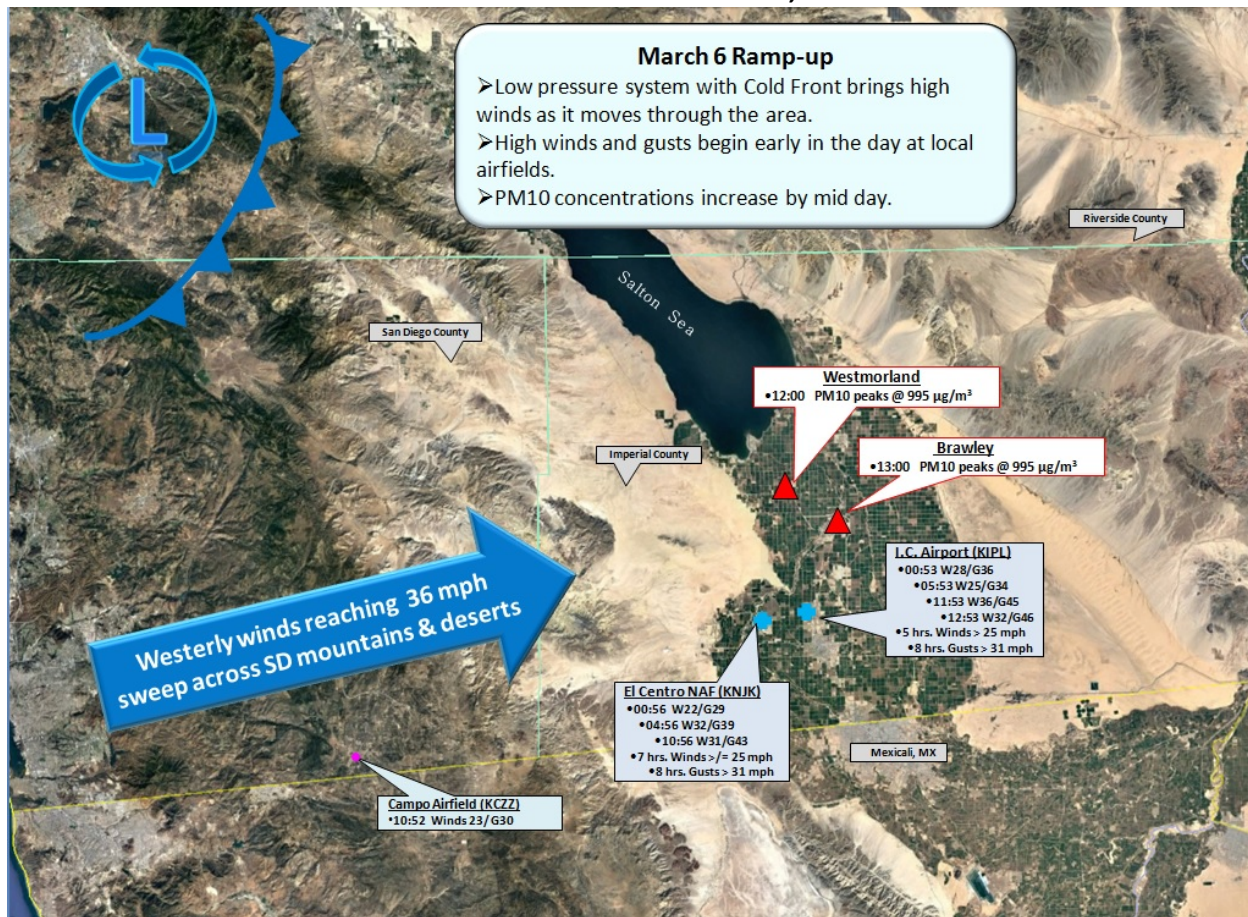 March 6 Ramp-up
➢Low pressure system with Cold Front brings high
winds as it moves through the area.
➢High winds and gusts begin early in the day at local
airfields.
➢PM10 concentrations increase by mid day.
L
Riverside County
Salton Sea
San Diego County
Westmorland
•12:00 PM10 peaks @ 995 µg/m³
Imperial County
Brawley
•13:00 PM10 peaks @ 995 µg/m³
Westerly winds reaching 36 mph
sweep across SD mountains & deserts
I.C. Airport (KIPL)
•00:53 W28/G36
•05:53 W25/G34
•11:53 W36/G45
•12:53 W32/G46
•5 hrs. Winds > 25 mph
•8 hrs. Gusts > 31 mph
El Centro NAF (KNJK)
•00:56 W22/G29
•04:56 W32/G39
•10:56 W31/G43
•7 hrs. Winds >/= 25 mph
•8 hrs. Gusts > 31 mph
Mexicali, MX
Campo Airfield (KCZZ)
•10:52 Winds 23/G30